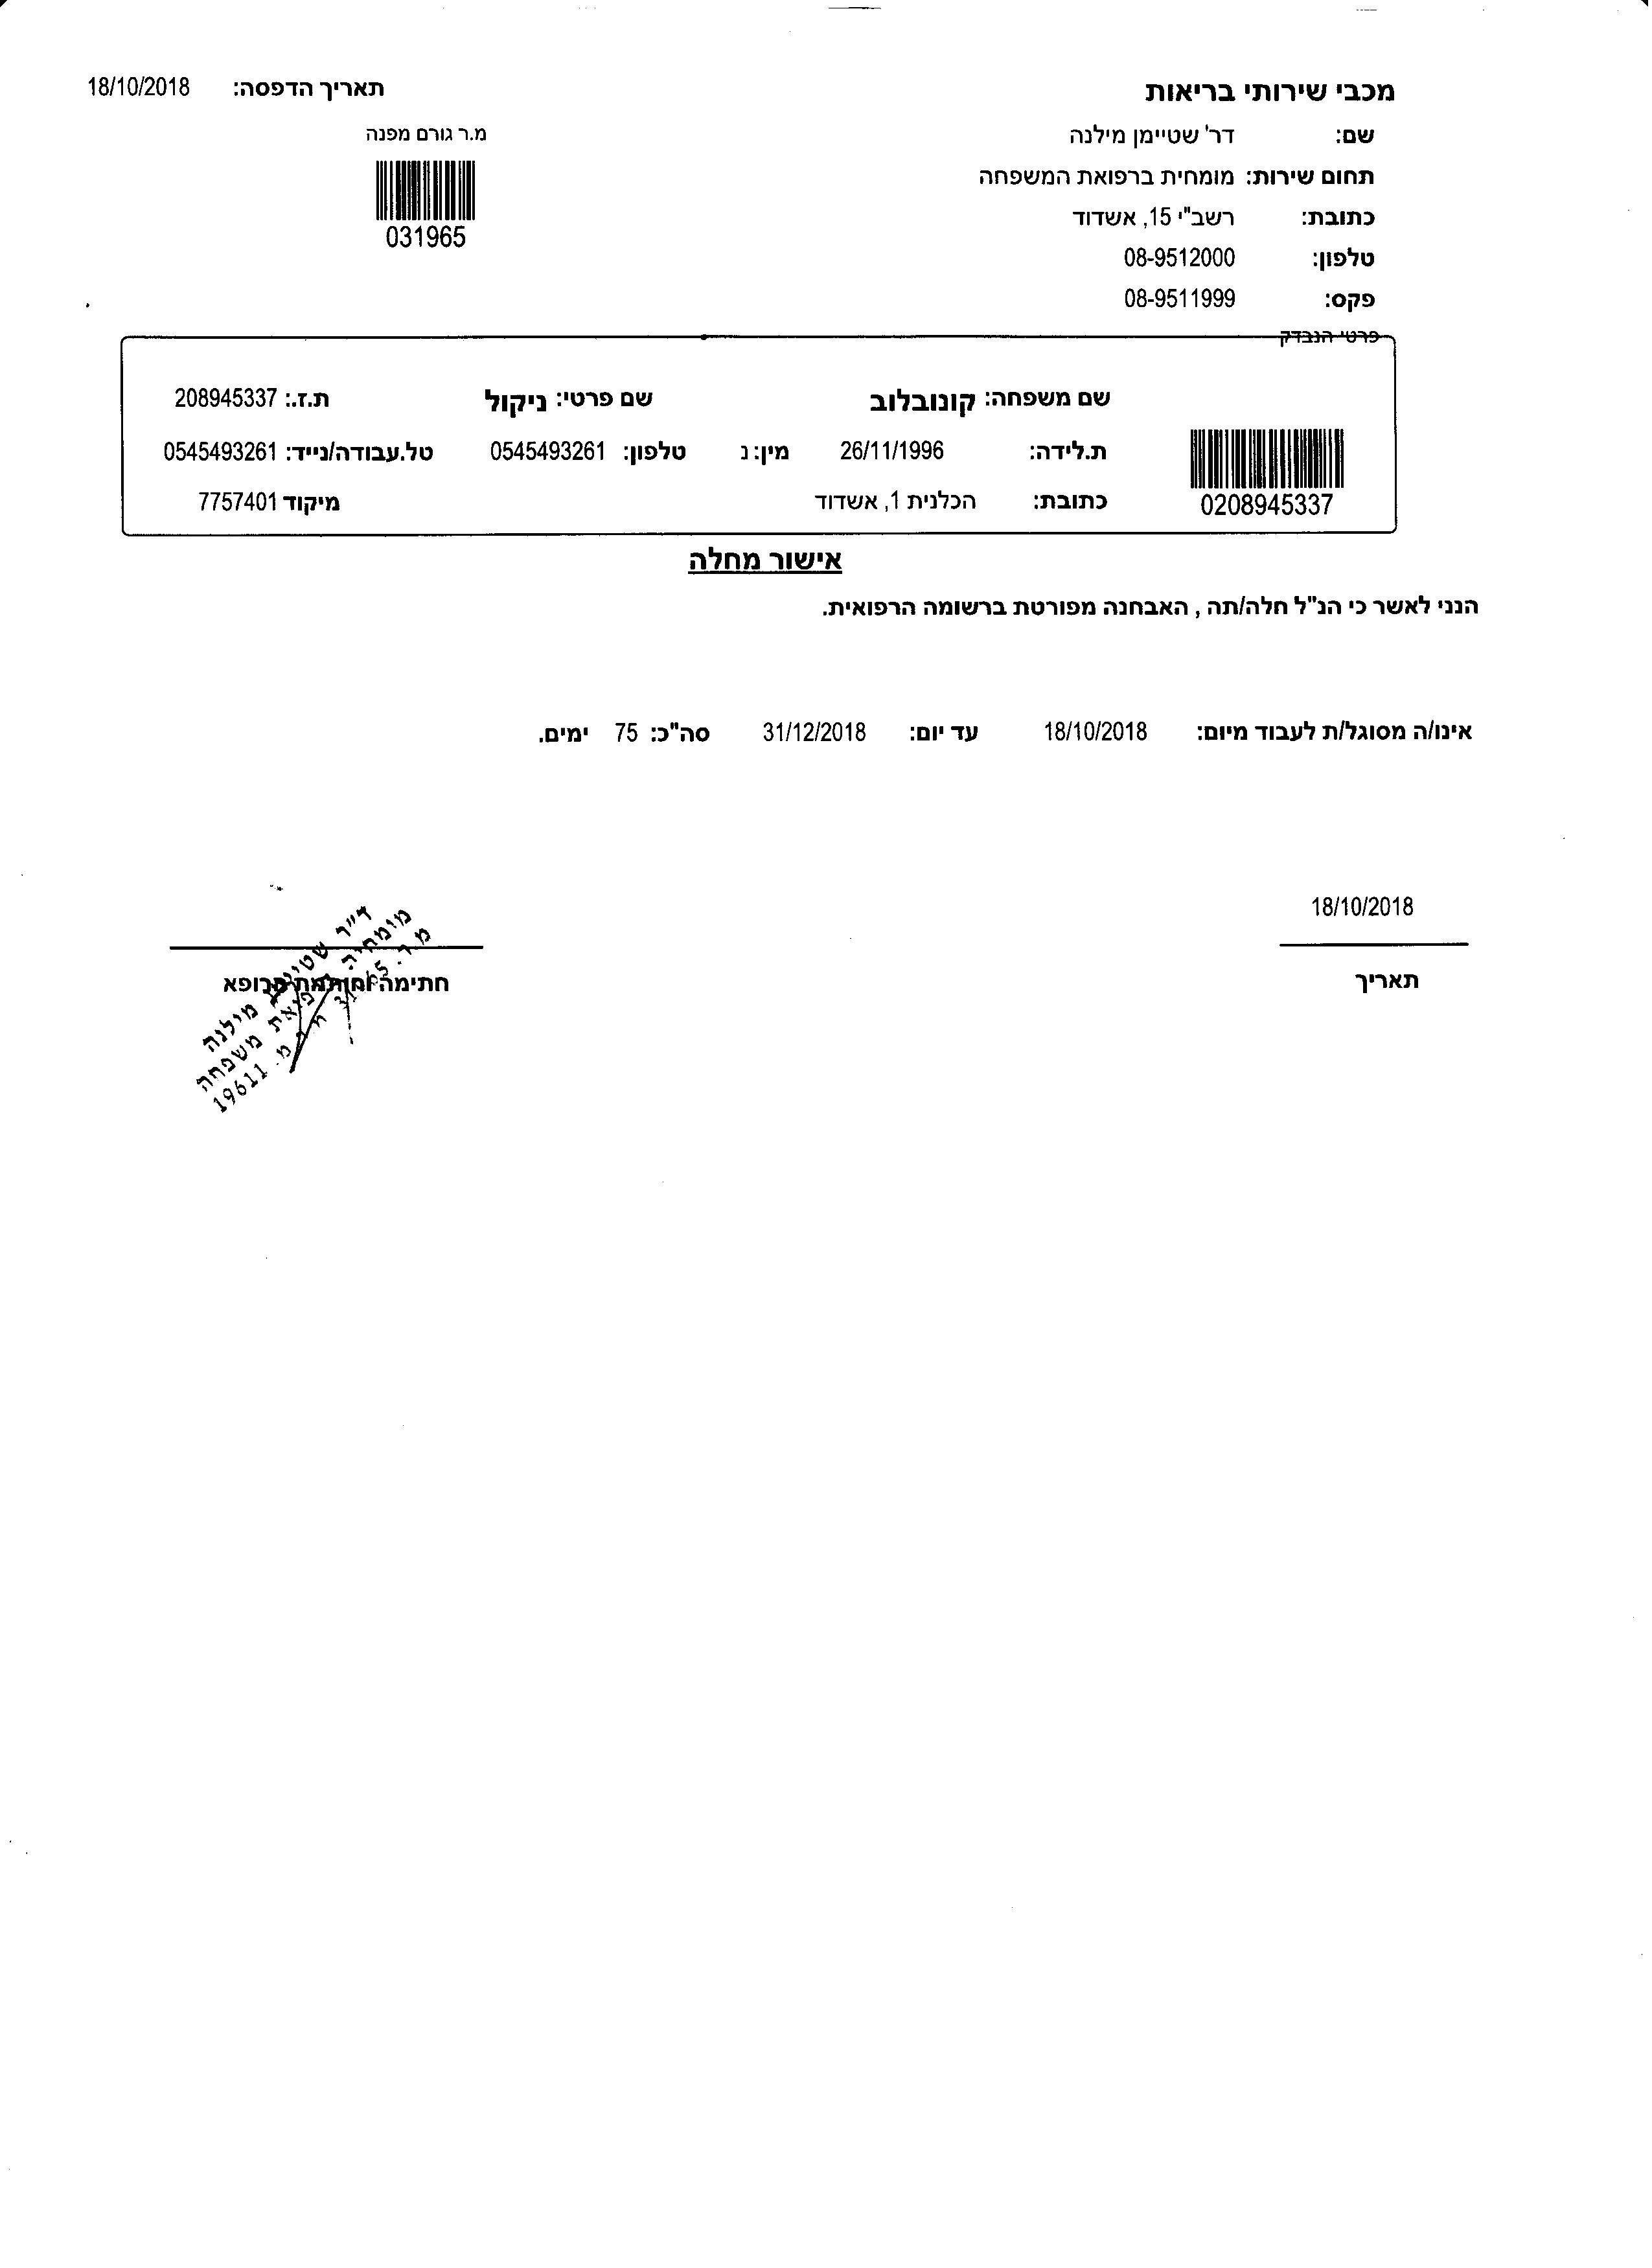 תאריך הדפסה: 18/10/2018
מכבי שירותי בריאות
שם: דר' שטיימן מילנה
תחום שירות: מומחית ברפואת המשפחה
כתובת: רשב"י 15, אשדוד
טלפון: 08-9512000
פקס: 08-9511999
מ.ר גורם מפנה
031965
פרטי הנבדק
שם משפחה: קונובלוב שם פרטי: ניקול ת.ז.: 208945337
ת.לידה: 26/11/1996 מין: נ טלפון: 0545493261 טל.עבודה/נייד: 0545493261
0208945337 כתובת: הכלנית 1, אשדוד מיקוד 7757401
אישור מחלה
הנני לאשר כי הנ"ל חלה/תה , האבחנה מפורטת ברשומה הרפואית.
אינו/ה מסוגל/ת לעבוד מיום: 18/10/2018 עד יום: 31/12/2018 סה"כ: 75 ימים.
18/10/2018
תאריך
חתימה וחותמת הרופא
ד"ר מילנה
מומחית משפחה
מ.ר. 19611